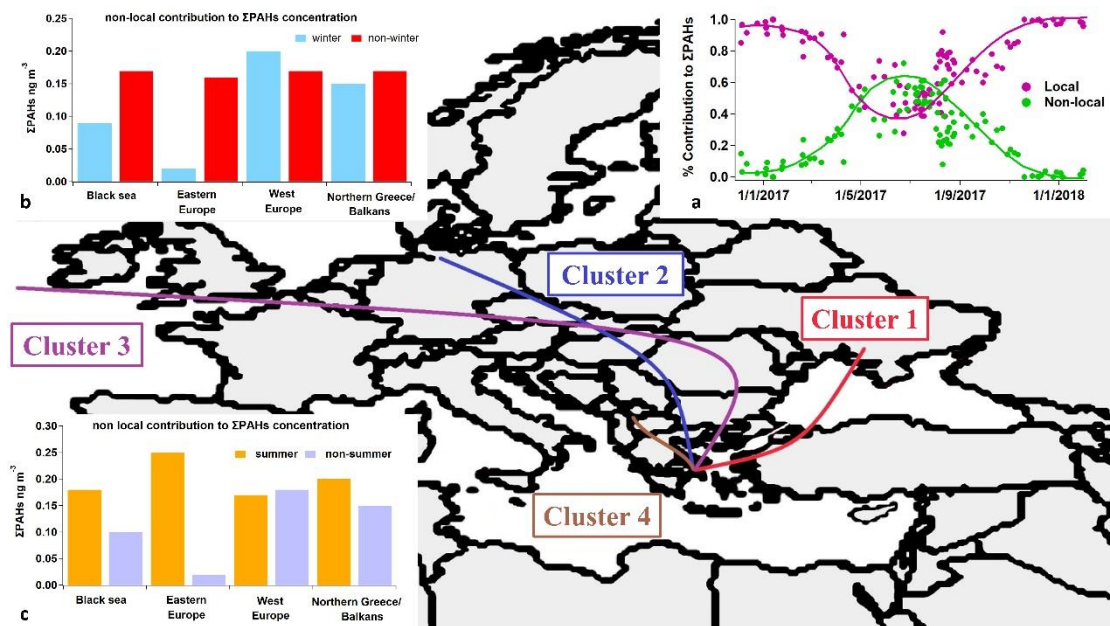 non-local contribution to ΣPAHs concentration
winter
non-winter
ΣPAHs ng m⁻³
0.25
0.20
0.15
0.10
0.05
0.00
Black sea
Eastern
Europe
West
Europe
Northern Greece/
Balkans
b
% Contribution to ΣPAHs
1.0
0.8
0.6
0.4
0.2
0.0
Local
Non-local
1/1/2017
1/5/2017
1/9/2017
1/1/2018
a
Cluster 2
Cluster 1
Cluster 3
Cluster 4
non local contribution to ΣPAHs concentration
summer
non-summer
ΣPAHs ng m⁻³
0.30
0.25
0.20
0.15
0.10
0.05
0.00
Black sea
Eastern
Europe
West
Europe
Northern Greece/
Balkans
c